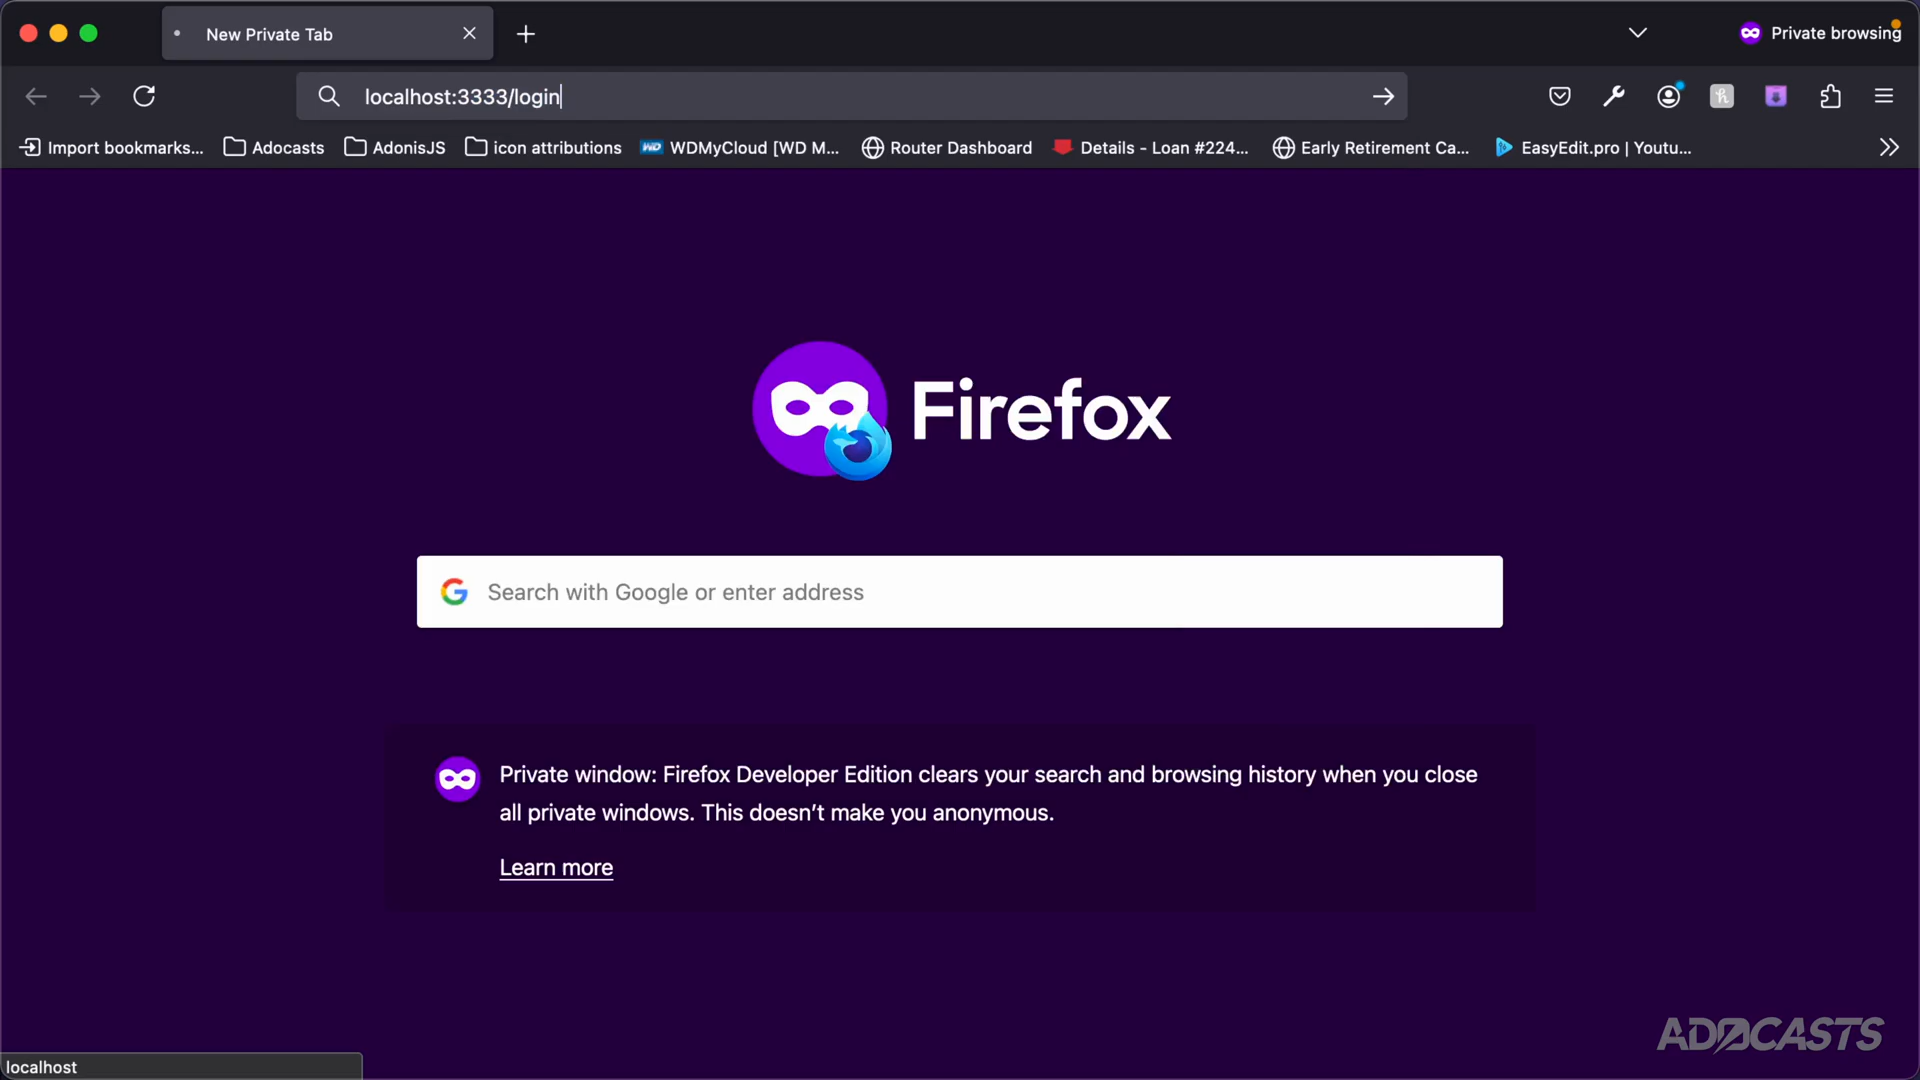 New Private Tab
Private browsing
localhost:3333/login
Import bookmarks...
Adocasts
AdonisJS
icon attributions
WD
WDMyCloud [WD M...
Router Dashboard
Details - Loan #224...
Early Retirement Ca...
EasyEdit.pro | Youtu...
Firefox
Search with Google or enter address
Private window: Firefox Developer Edition clears your search and browsing history when you close
all private windows. This doesn’t make you anonymous.
Learn more
ADOCASTS
localhost